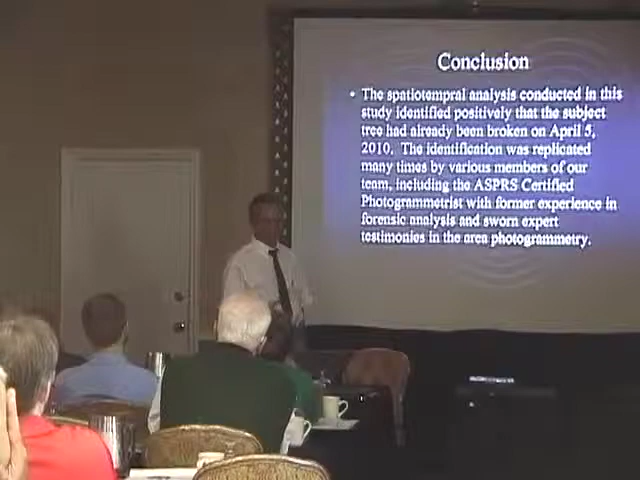 Conclusion
• The spatiotempral analysis conducted in this
study identified positively that the subject
tree had already been broken on April 5,
2010. The identification was replicated
many times by various members of our
team, including the ASPRS Certified
Photogrammetrist with former experience in
forensic analysis and sworn expert
testimonies in the area photogrammetry.